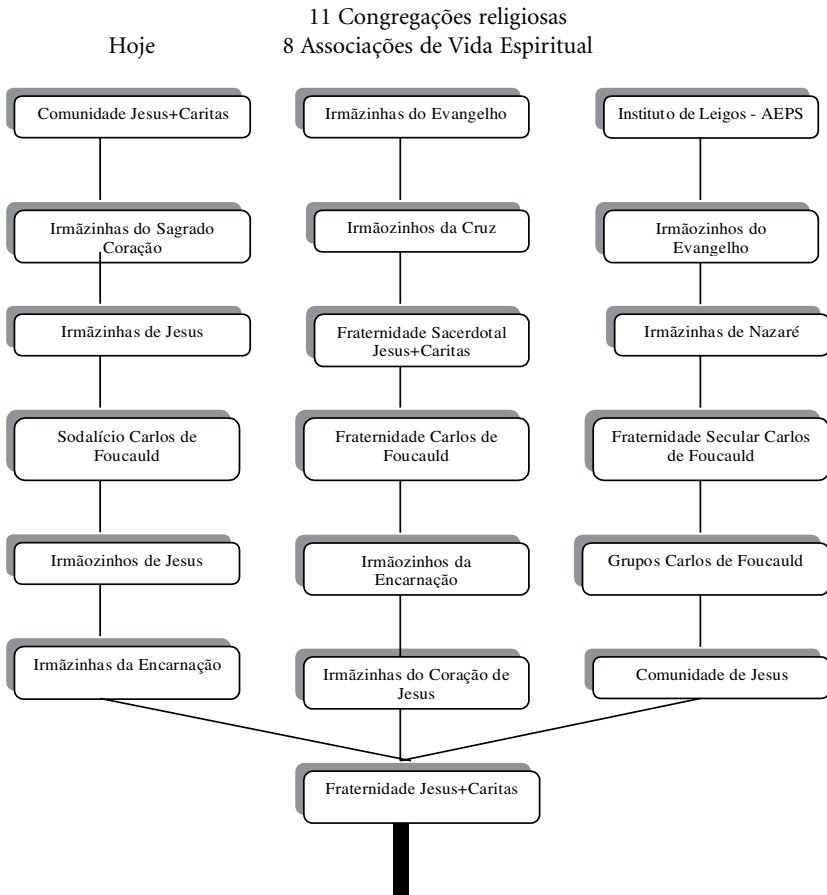 11 Congregações religiosas
Hoje
8 Associações de Vida Espiritual
Comunidade Jesus+Caritas
Irmãzinhas do Evangelho
Instituto de Leigos - AEPS
Irmãzinhas do Sagrado
Coração
Irmãozinhos da Cruz
Irmãozinhos do
Evangelho
Irmãzinhas de Jesus
Fraternidade Sacerdotal
Jesus+Caritas
Irmãzinhas de Nazaré
Sodalício Carlos de
Foucauld
Fraternidade Carlos de
Foucauld
Fraternidade Secular Carlos
de Foucauld
Irmãozinhos de Jesus
Irmãozinhos da
Encarnação
Grupos Carlos de Foucauld
Irmãzinhas da Encarnação
Irmãzinhas do Coração de
Jesus
Comunidade de Jesus
Fraternidade Jesus+Caritas